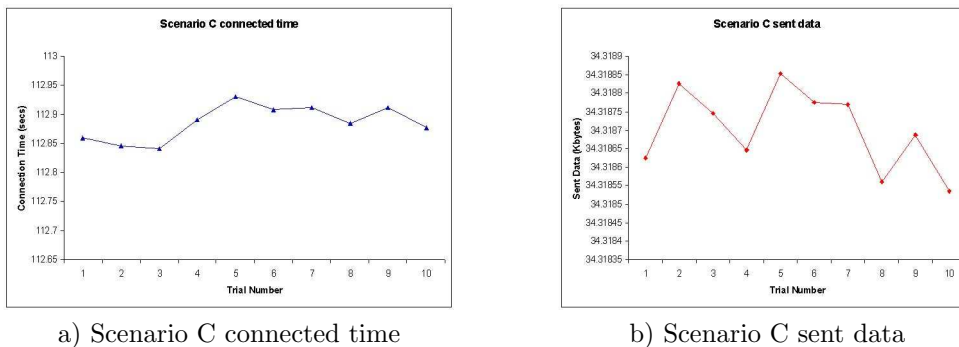 Scenario C connected time
113
112.95
112.9
112.85
112.8
112.75
112.7
112.65
Connection Time (secs)
1 2 3 4 5 6 7 8 9 10
Trial Number
a) Scenario C connected time
Scenario C sent data
34.3189
34.31885
34.3188
34.31875
34.3187
34.31865
34.3186
34.31855
34.3185
34.31845
34.3184
34.31835
Sent Data (Kbytes)
1 2 3 4 5 6 7 8 9 10
Trial Number
b) Scenario C sent data